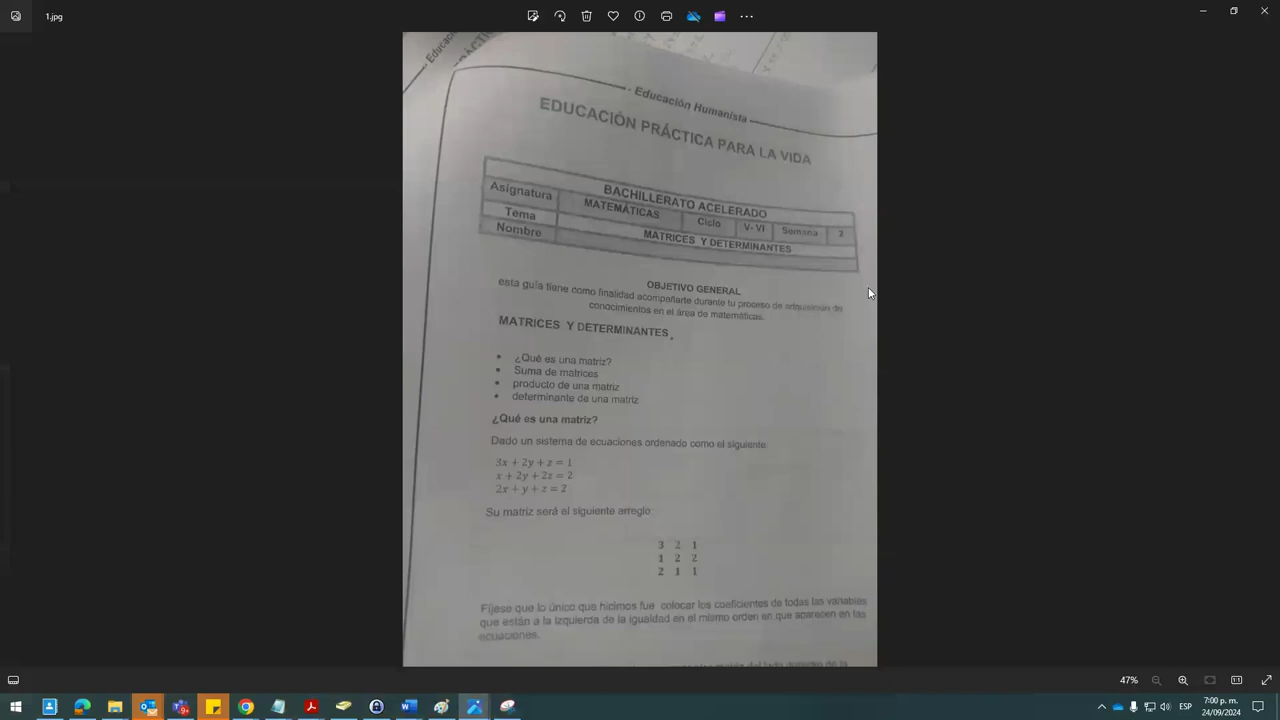 1.jpg
Educación Humanista
EDUCACIÓN PRÁCTICA PARA LA VIDA
BACHILLERATO ACELERADO
Asignatura MATEMÁTICAS Ciclo V- VI Semana 2
Tema MATRICES Y DETERMINANTES
Nombre
OBJETIVO GENERAL
esta guía tiene como finalidad acompañarte durante tu proceso de adquisición de
conocimientos en el área de matemáticas.
MATRICES Y DETERMINANTES.
• ¿Qué es una matriz?
• Suma de matrices
• producto de una matriz
• determinante de una matriz
¿Qué es una matriz?
Dado un sistema de ecuaciones ordenado como el siguiente:
3x + 2y + z = 1
x + 2y + 2z = 2
2x + y + z = 2
Su matriz será el siguiente arreglo:
3 2 1
1 2 2
2 1 1
Fíjese que lo único que hicimos fue colocar los coeficientes de todas las variables
que están a la izquierda de la igualdad en el mismo orden en que aparecen en las
ecuaciones.
47%
ESP
7:00 p. m.
24/09/2024